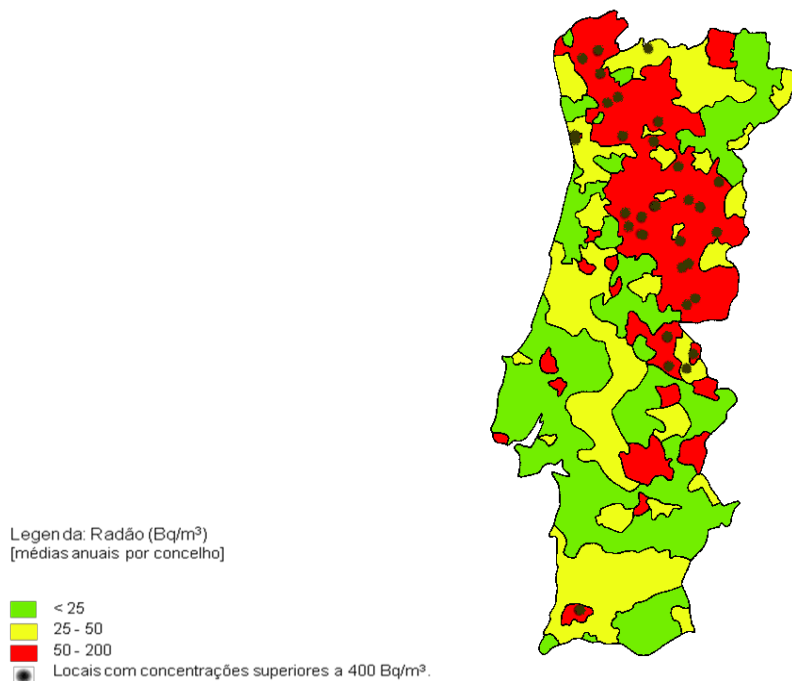 Legenda: Radão (Bq/m³)
[médias anuais por concelho]
< 25
25 - 50
50 - 200
Locais com concentrações superiores a 400 Bq/m³.